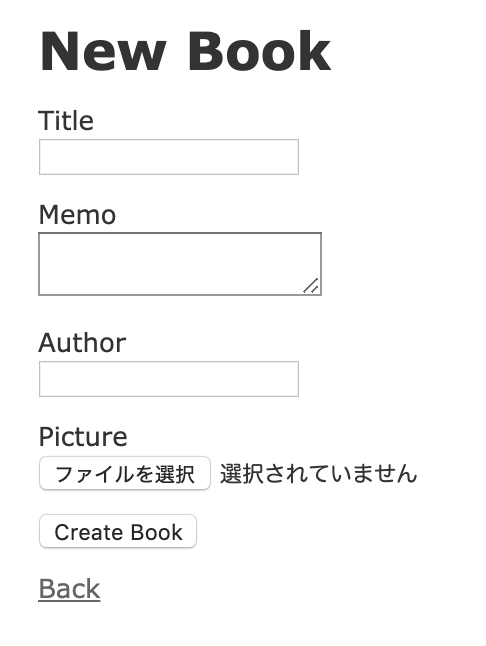 New Book
Title
Memo
Author
Picture
ファイルを選択 選択されていません
Create Book
Back